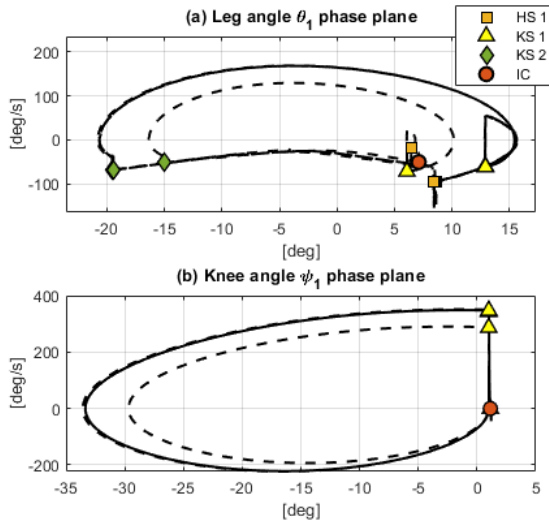 (a) Leg angle θ1 phase plane
HS 1
KS 1
KS 2
IC
200
100
0
-100
[deg/s]
-20 -15 -10 -5 0 5 10 15
[deg]
(b) Knee angle ψ1 phase plane
400
200
0
-200
[deg/s]
-35 -30 -25 -20 -15 -10 -5 0 5
[deg]